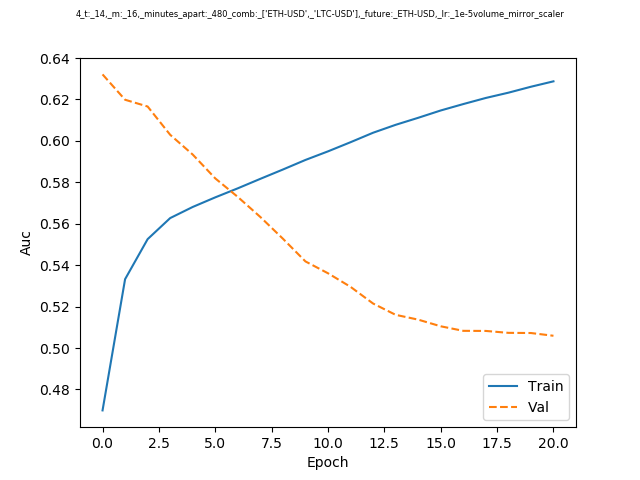 4_t:_14,_m:_16,_minutes_apart:_480_comb:_['ETH-USD',_'LTC-USD'],_future:_ETH-USD,_lr:_1e-5volume_mirror_scaler
0.64
0.62
0.60
0.58
0.56
0.54
0.52
0.50
0.48
Auc
0.0 2.5 5.0 7.5 10.0 12.5 15.0 17.5 20.0
Epoch
Train
Val